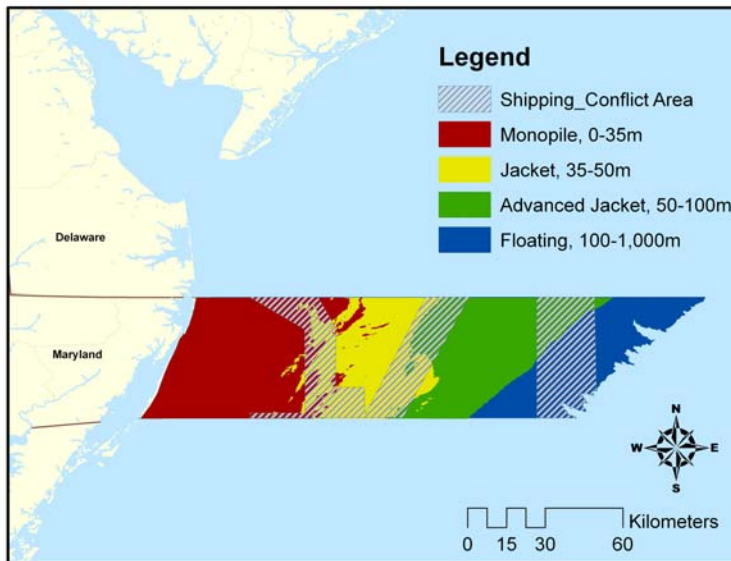 Legend
Shipping_Conflict Area
Monopile, 0-35m
Jacket, 35-50m
Advanced Jacket, 50-100m
Floating, 100-1,000m
Delaware
Maryland
N
W E
S
Kilometers
0 15 30 60